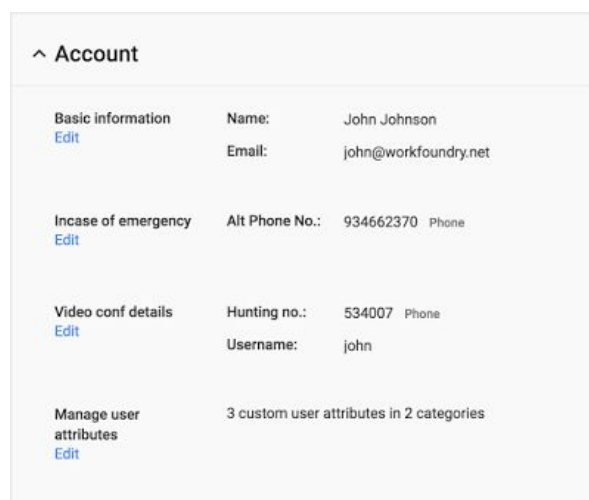 Account
Basic information Name: John Johnson
Edit
Email: john@workfoundry.net
Incase of emergency Alt Phone No.: 934662370 Phone
Edit
Video conf details Hunting no.: 534007 Phone
Edit
Username: john
Manage user 3 custom user attributes in 2 categories
attributes
Edit